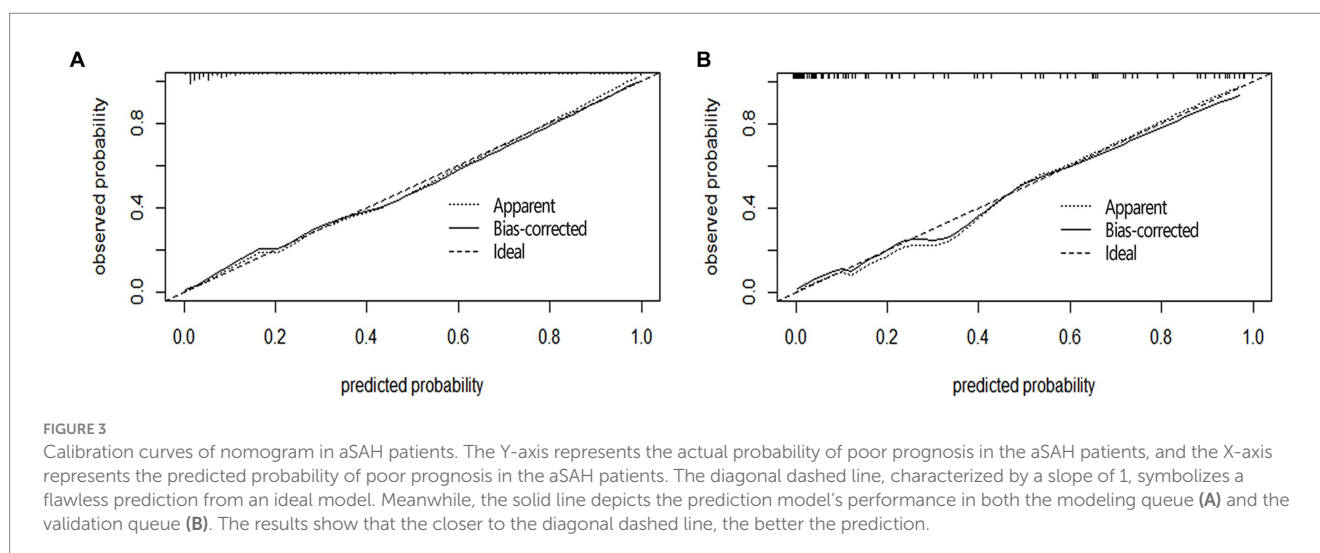 A
observed probability
0.0 0.4 0.8
Apparent
Bias-corrected
Ideal
0.0 0.2 0.4 0.6 0.8 1.0
predicted probability
B
observed probability
0.0 0.4 0.8
Apparent
Bias-corrected
Ideal
0.0 0.2 0.4 0.6 0.8 1.0
predicted probability
FIGURE 3
Calibration curves of nomogram in aSAH patients. The Y-axis represents the actual probability of poor prognosis in the aSAH patients, and the X-axis
represents the predicted probability of poor prognosis in the aSAH patients. The diagonal dashed line, characterized by a slope of 1, symbolizes a
flawless prediction from an ideal model. Meanwhile, the solid line depicts the prediction model's performance in both the modeling queue (A) and the
validation queue (B). The results show that the closer to the diagonal dashed line, the better the prediction.